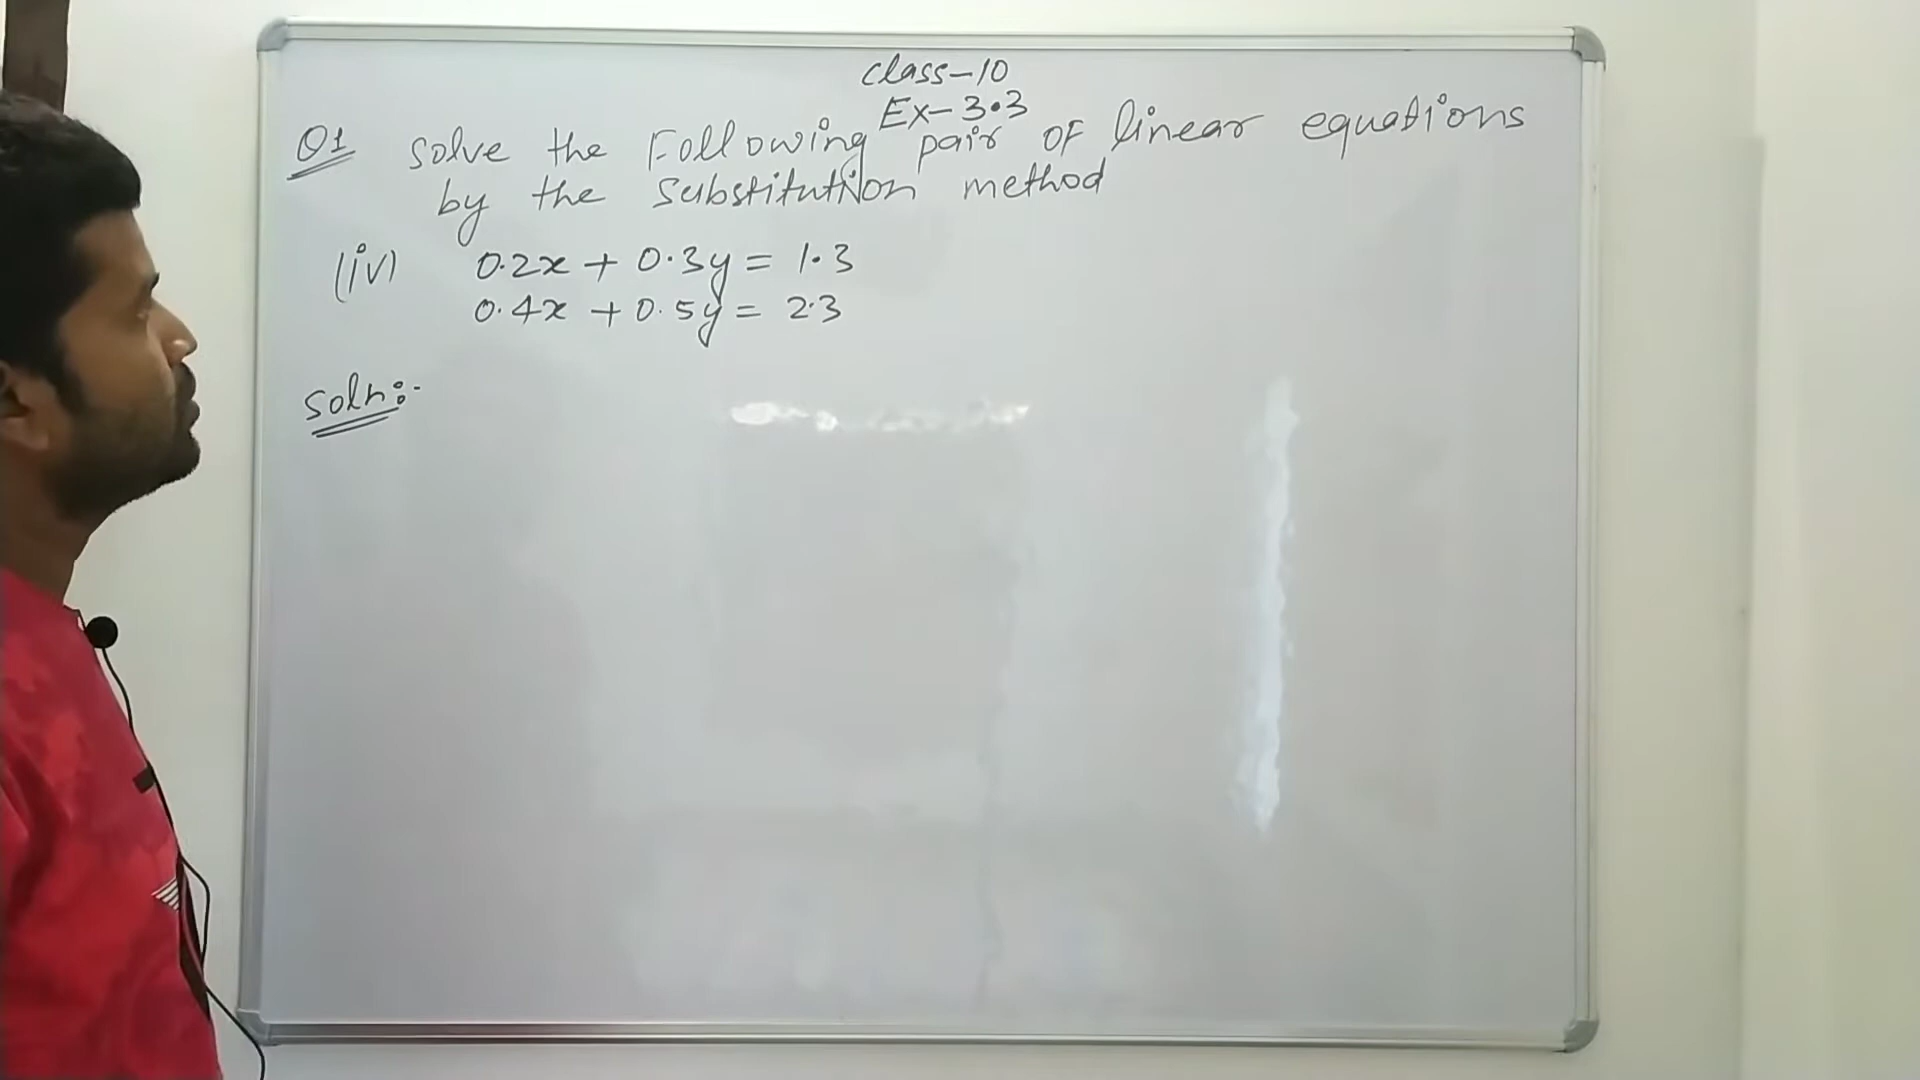 class-10
Ex-3.3
Q1 solve the Following pair OF linear equations
by the substitution method
(iv) 0.2x + 0.3y = 1.3
0.4x + 0.5y = 2.3
soln:-